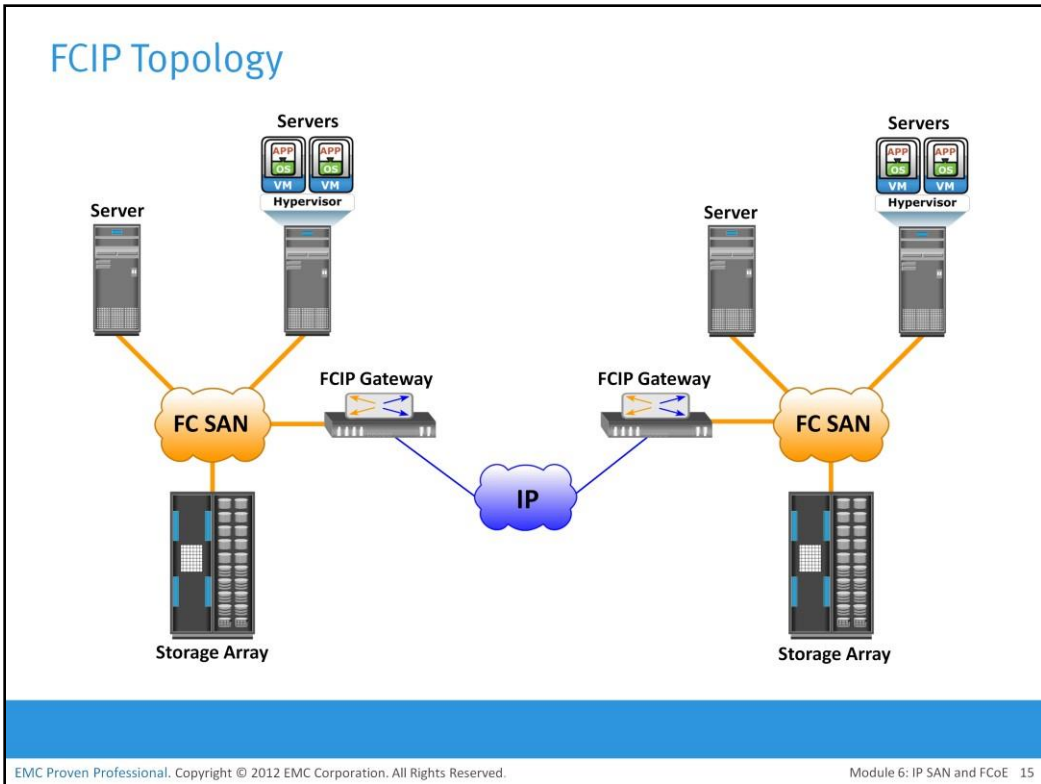 FCIP Topology
Servers
APP APP
OS OS
VM VM
Hypervisor
Server
FC SAN
FCIP Gateway
Storage Array
IP
Servers
APP APP
OS OS
VM VM
Hypervisor
Server
FCIP Gateway
FC SAN
Storage Array
EMC Proven Professional. Copyright © 2012 EMC Corporation. All Rights Reserved.
Module 6: IP SAN and FCoE 15